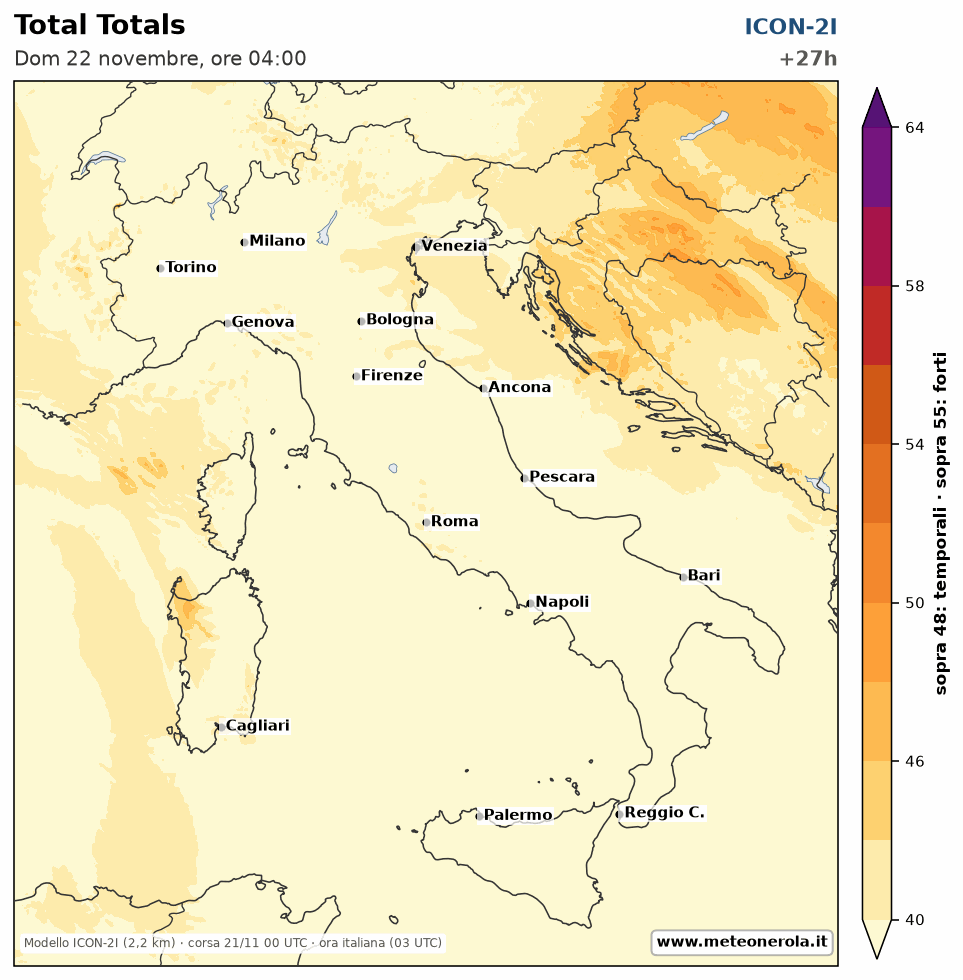 Total Totals
ICON-2I
Dom 22 novembre, ore 04:00
+27h
Milano
Venezia
Torino
Genova
Bologna
Firenze
Ancona
Pescara
Roma
Bari
Napoli
Cagliari
Palermo
Reggio C.
64
58
54
50
46
40
sopra 48: temporali · sopra 55: forti
Modello ICON-2I (2,2 km) · corsa 21/11 00 UTC · ora italiana (03 UTC)
www.meteonerola.it